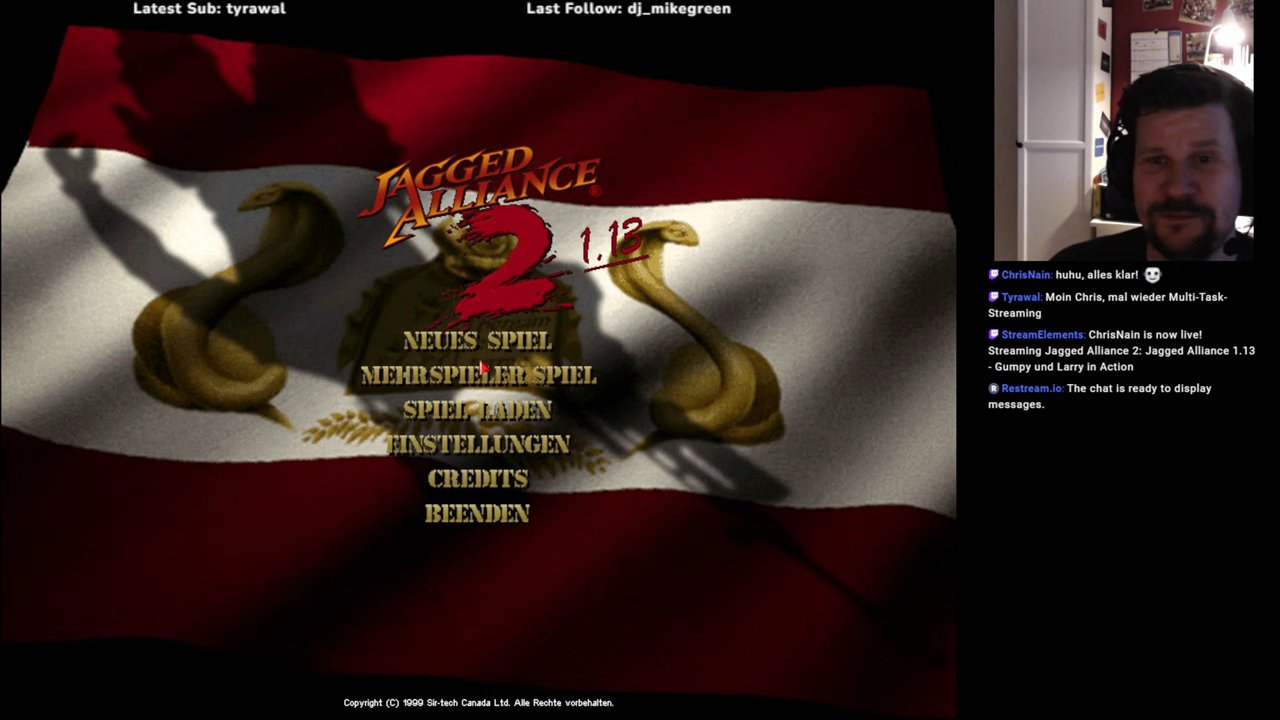 Latest Sub: tyrawal
Last Follow: dj_mikegreen
JAGGED
ALLIANCE
2
1.13
NEUES SPIEL
MEHRSPIELER SPIEL
SPIEL LADEN
EINSTELLUNGEN
CREDITS
BEENDEN
Copyright (C) 1999 Sir-tech Canada Ltd. Alle Rechte vorbehalten.
ChrisNain: huhu, alles klar!
Tyrawal: Moin Chris, mal wieder Multi-Task-
Streaming
StreamElements: ChrisNain is now live!
Streaming Jagged Alliance 2: Jagged Alliance 1.13
- Gumpy und Larry in Action
Restream.io: The chat is ready to display
messages.